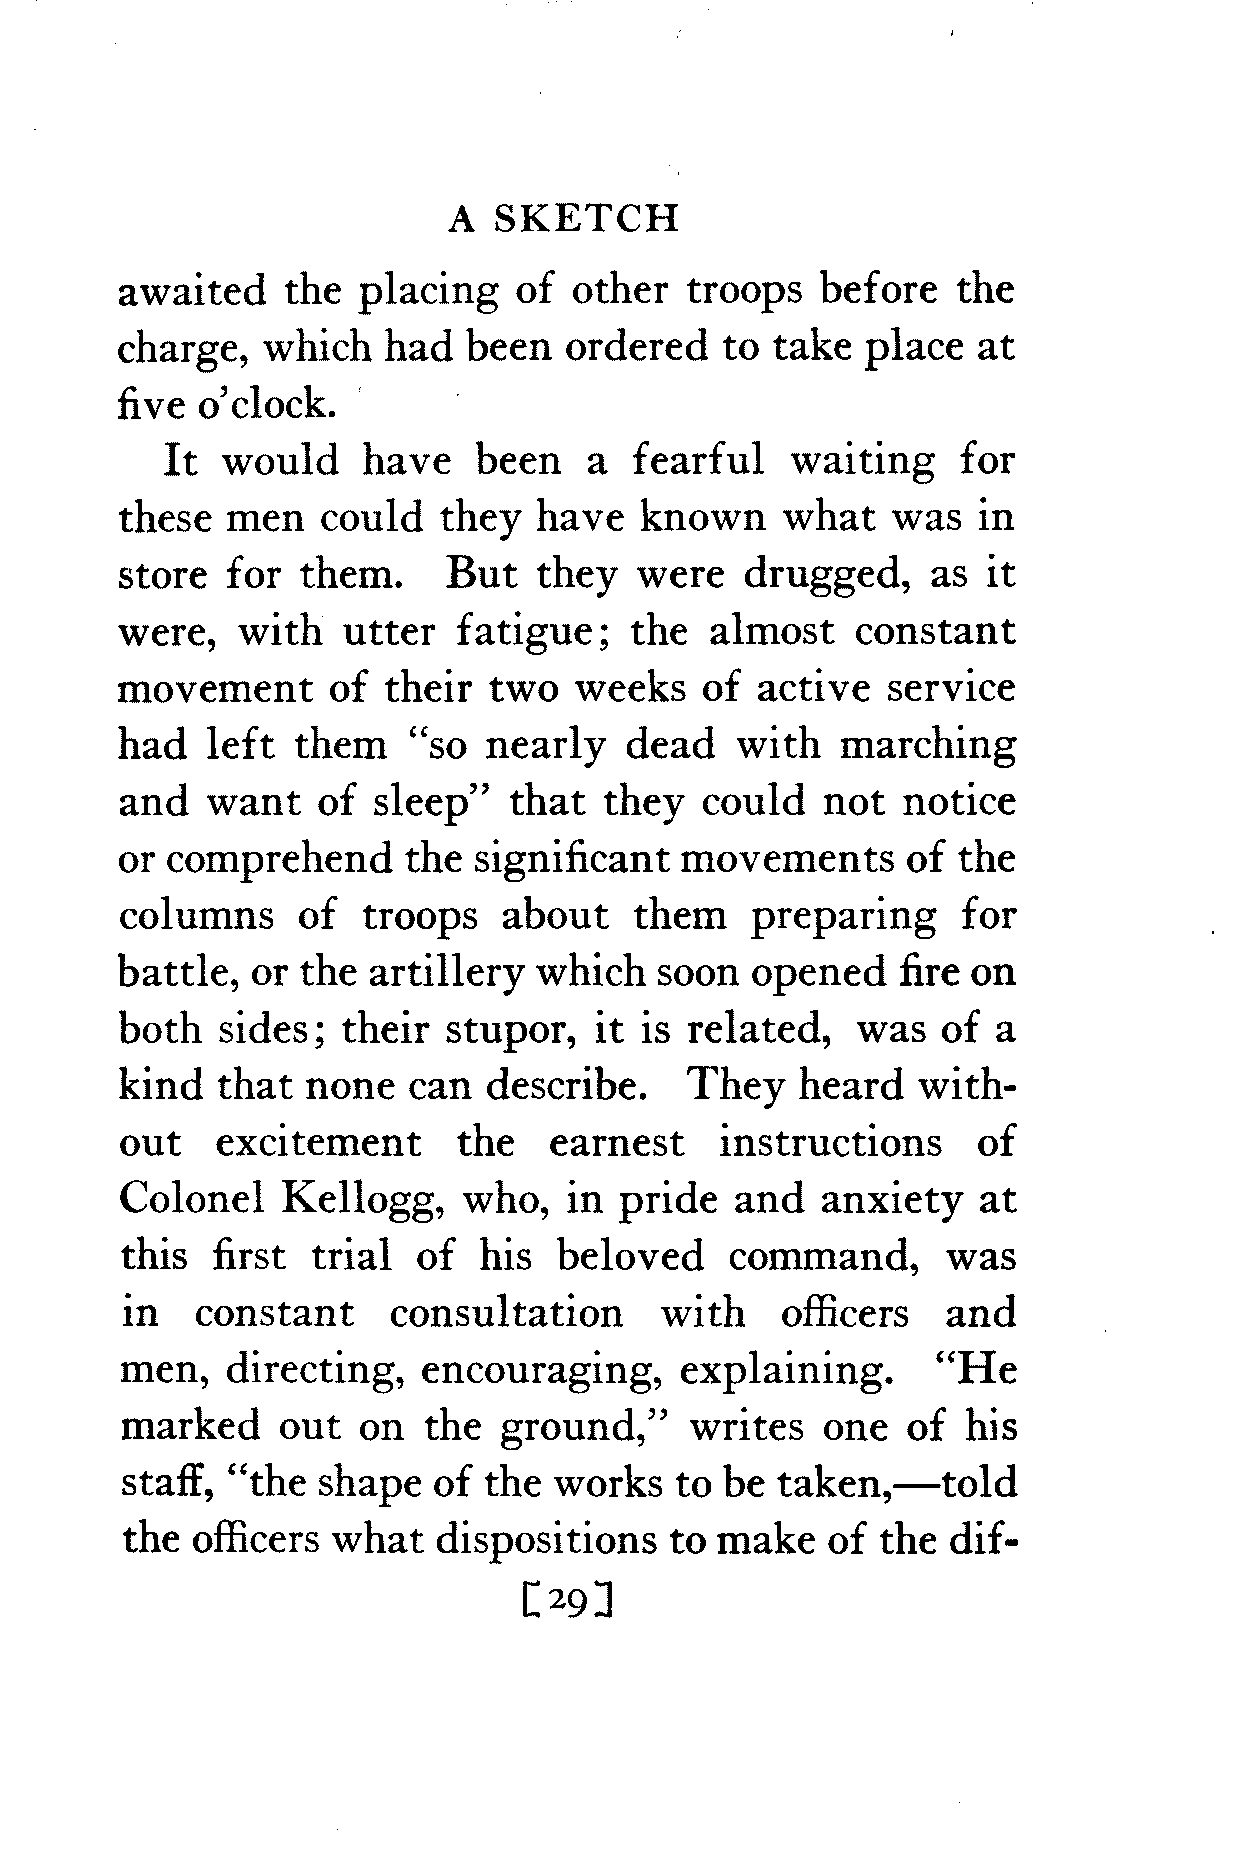 A SKETCH
awaited the placing of other troops before the
charge, which had been ordered to take place at
five o'clock.
It would have been a fearful waiting for
these men could they have known what was in
store for them. But they were drugged, as it
were, with utter fatigue; the almost constant
movement of their two weeks of active service
had left them “so nearly dead with marching
and want of sleep” that they could not notice
or comprehend the significant movements of the
columns of troops about them preparing for
battle, or the artillery which soon opened fire on
both sides; their stupor, it is related, was of a
kind that none can describe. They heard with-
out excitement the earnest instructions of
Colonel Kellogg, who, in pride and anxiety at
this first trial of his beloved command, was
in constant consultation with officers and
men, directing, encouraging, explaining. “He
marked out on the ground,” writes one of his
staff, “the shape of the works to be taken,—told
the officers what dispositions to make of the dif-
[29]